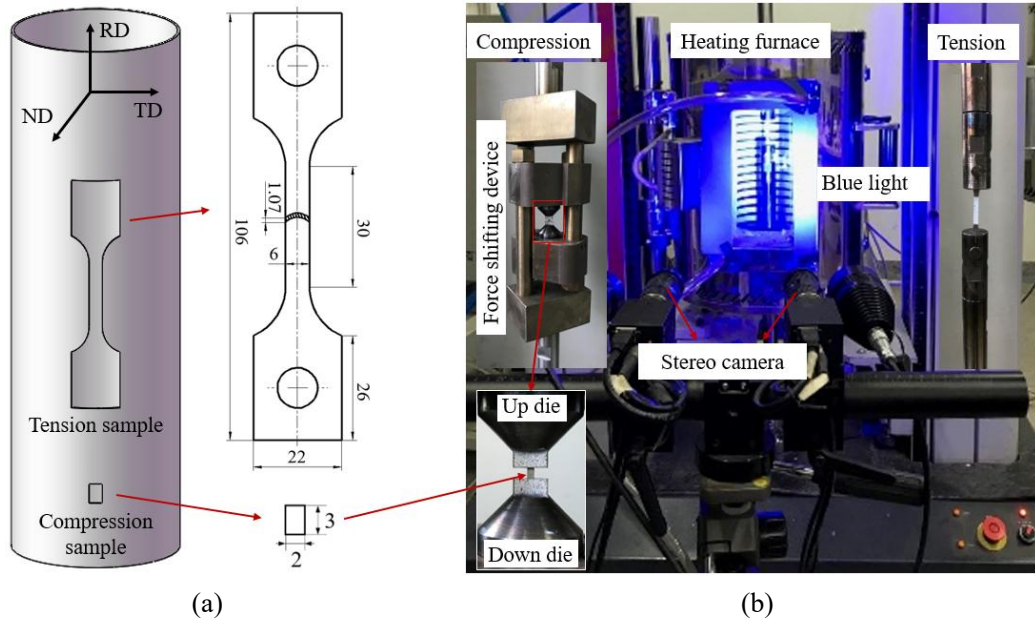 RD
ND
TD
Tension sample
Compression
sample
106
1.07
6
30
26
22
3
2
(a)
Compression
Heating furnace
Tension
Force shifting device
Blue light
Stereo camera
Up die
Down die
(b)